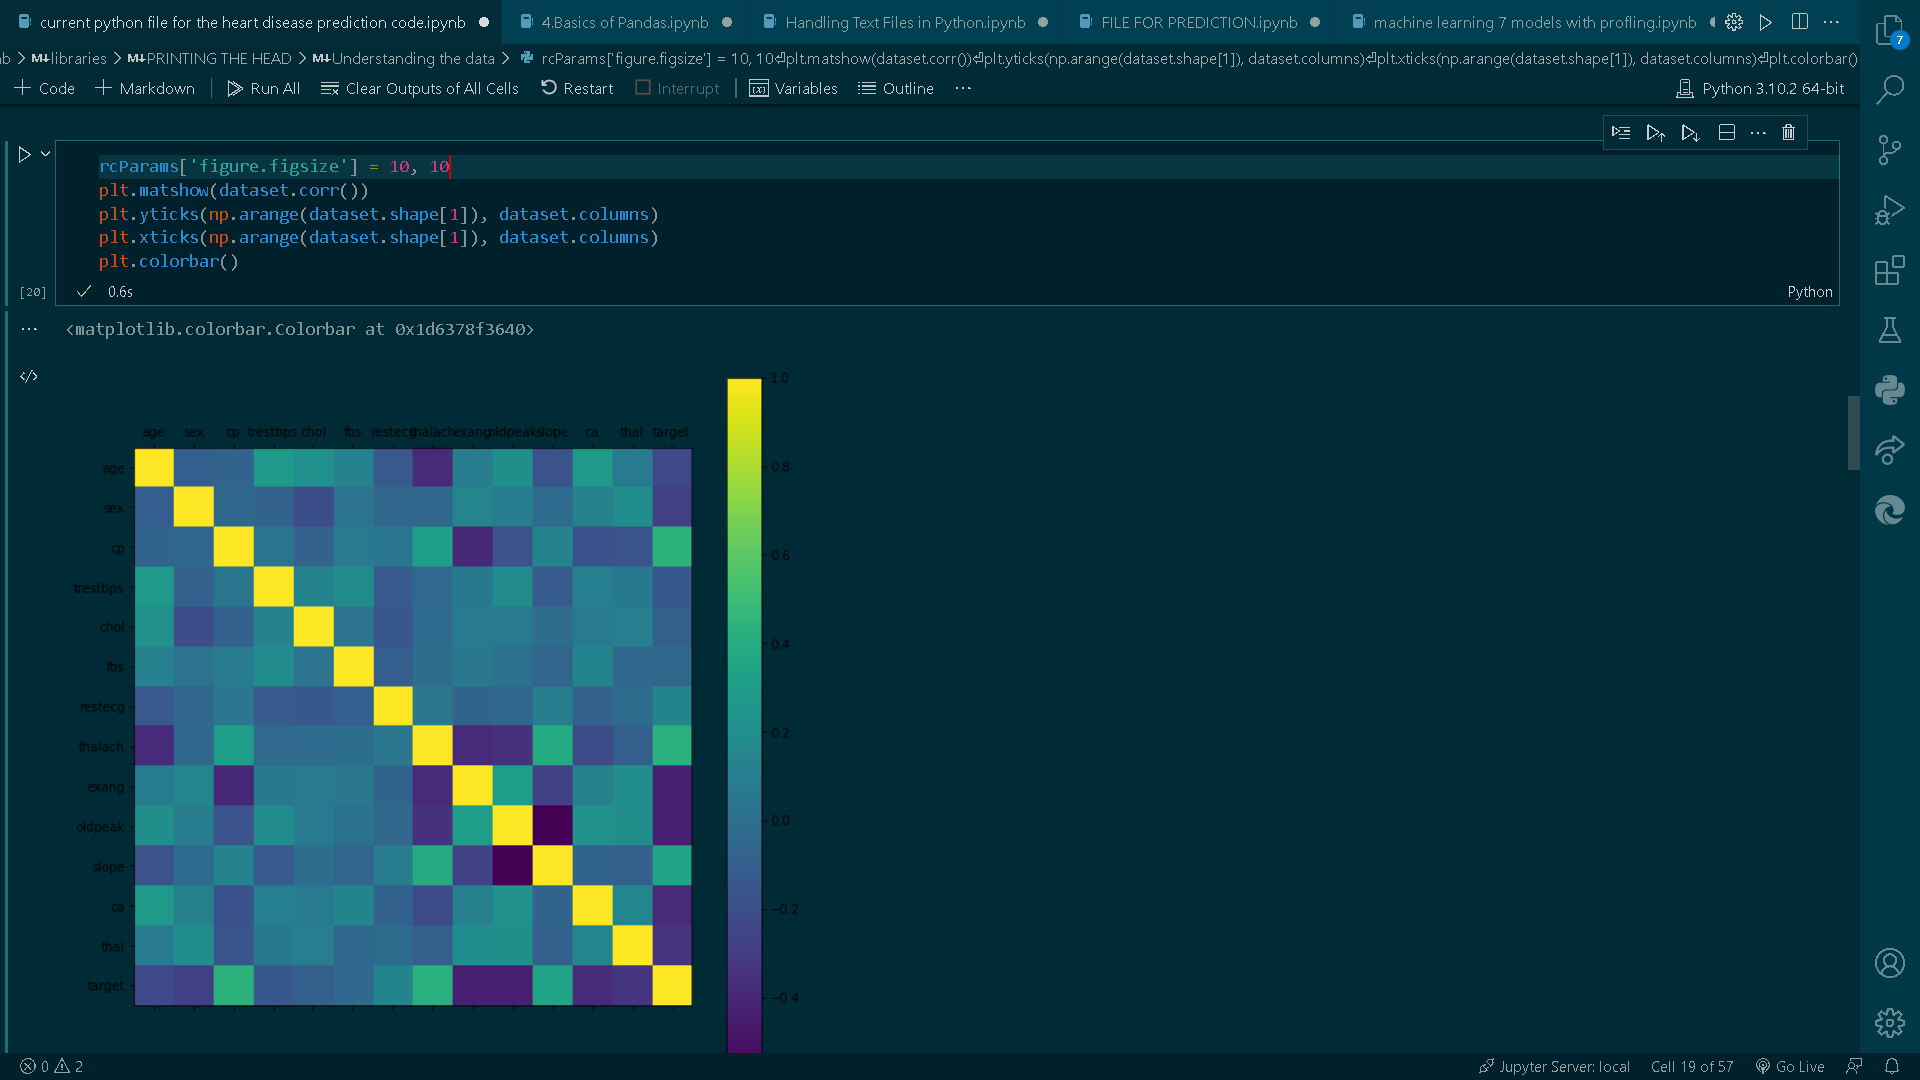 current python file for the heart disease prediction code.ipynb
4.Basics of Pandas.ipynb
Handling Text Files in Python.ipynb
FILE FOR PREDICTION.ipynb
machine learning 7 models with profling.ipynb
7
b > M↓libraries > M↓PRINTING THE HEAD > M↓Understanding the data > rcParams['figure.figsize'] = 10, 10⏎plt.matshow(dataset.corr())⏎plt.yticks(np.arange(dataset.shape[1]), dataset.columns)⏎plt.xticks(np.arange(dataset.shape[1]), dataset.columns)⏎plt.colorbar()
+ Code + Markdown Run All Clear Outputs of All Cells Restart Interrupt Variables Outline ... Python 3.10.2 64-bit
rcParams['figure.figsize'] = 10, 10
plt.matshow(dataset.corr())
plt.yticks(np.arange(dataset.shape[1]), dataset.columns)
plt.xticks(np.arange(dataset.shape[1]), dataset.columns)
plt.colorbar()
[20] 0.6s Python
<matplotlib.colorbar.Colorbar at 0x1d6378f3640>
age sex cp trestbps chol fbs restecg thalach exang oldpeak slope ca thal target
age
sex
cp
trestbps
chol
fbs
restecg
thalach
exang
oldpeak
slope
ca
thal
target
1.0
0.8
0.6
0.4
0.2
0.0
−0.2
−0.4
0 2 Jupyter Server: local Cell 19 of 57 Go Live